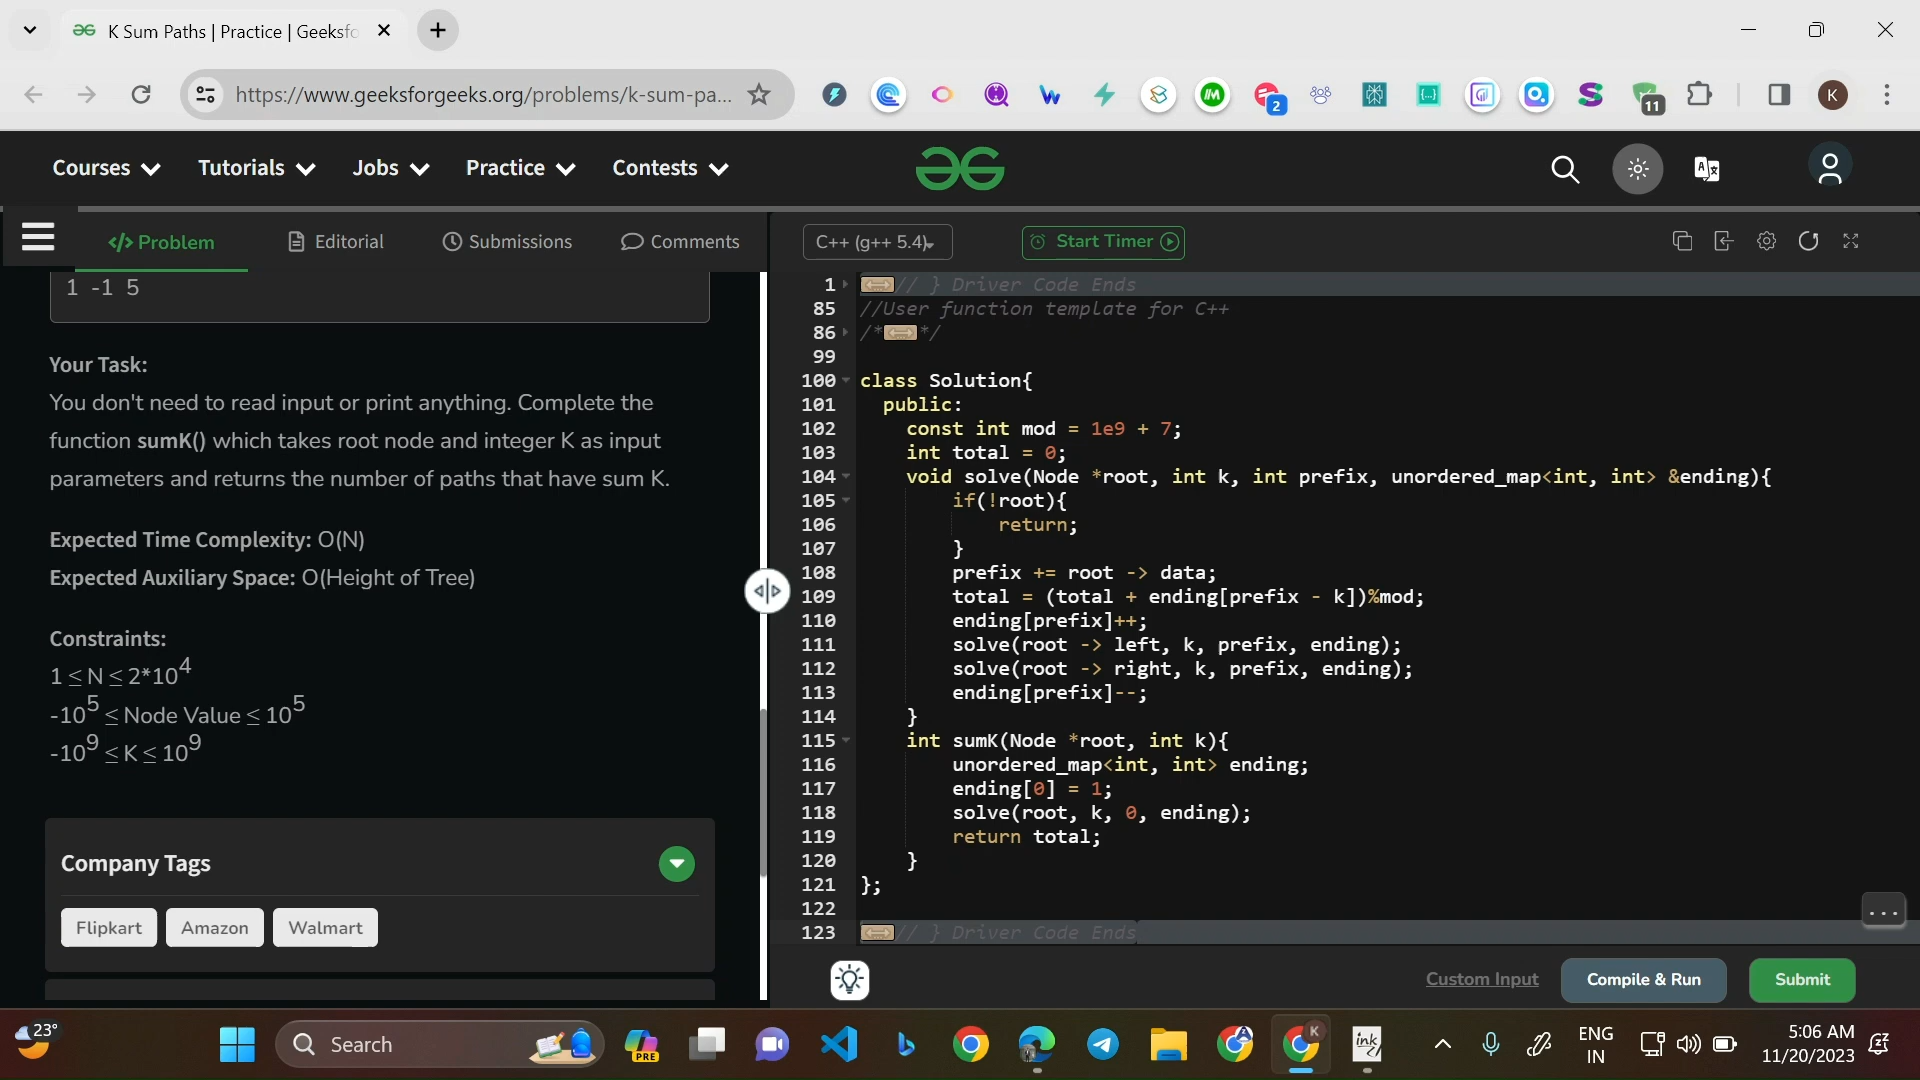 K Sum Paths | Practice | Geeksfo
https://www.geeksforgeeks.org/problems/k-sum-pa...
2
11
K
Courses Tutorials Jobs Practice Contests
</> Problem Editorial Submissions Comments
C++ (g++ 5.4) Start Timer
1 -1 5
Your Task:
You don't need to read input or print anything. Complete the
function sumK() which takes root node and integer K as input
parameters and returns the number of paths that have sum K.
Expected Time Complexity: O(N)
Expected Auxiliary Space: O(Height of Tree)
Constraints:
1 ≤ N ≤ 2*10^4
-10^5 ≤ Node Value ≤ 10^5
-10^9 ≤ K ≤ 10^9
Company Tags
Flipkart Amazon Walmart
1 // } Driver Code Ends
85 //User function template for C++
86 /* */
99
100 class Solution{
101 public:
102 const int mod = 1e9 + 7;
103 int total = 0;
104 void solve(Node *root, int k, int prefix, unordered_map<int, int> &ending){
105 if(!root){
106 return;
107 }
108 prefix += root -> data;
109 total = (total + ending[prefix - k])%mod;
110 ending[prefix]++;
111 solve(root -> left, k, prefix, ending);
112 solve(root -> right, k, prefix, ending);
113 ending[prefix]--;
114 }
115 int sumK(Node *root, int k){
116 unordered_map<int, int> ending;
117 ending[0] = 1;
118 solve(root, k, 0, ending);
119 return total;
120 }
121 };
122
123 // } Driver Code Ends
...
Custom Input Compile & Run Submit
23°
Search
PRE
K
ink
ENG
IN
5:06 AM
11/20/2023